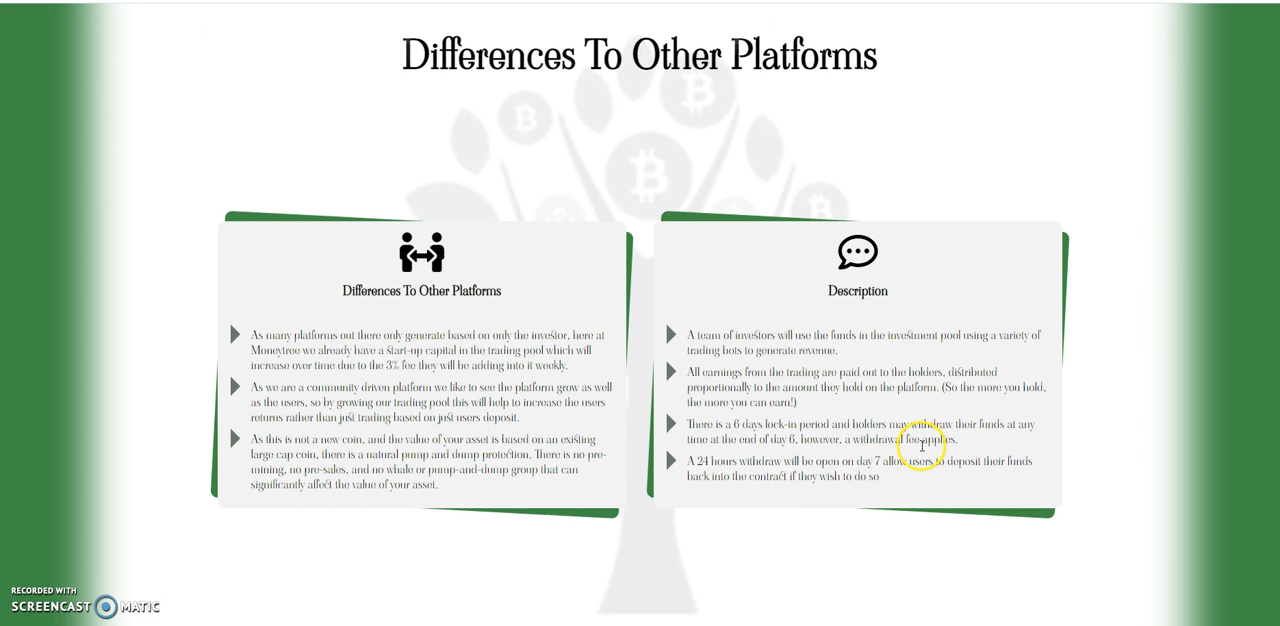 Differences To Other Platforms
Differences To Other Platforms
As many platforms out there only generate based on only the investor, here at
Moneytree we already have a start-up capital in the trading pool which will
increase over time due to the 3% fee they will be adding into it weekly.
As we are a community driven platform we like to see the platform grow as well
as the users, so by growing our trading pool this will help to increase the users
returns rather than just trading based on just users deposit.
As this is not a new coin, and the value of your asset is based on an existing
large cap coin, there is a natural pump and dump protection. There is no pre-
mining, no pre-sales, and no whale or pump-and-dump group that can
significantly affect the value of your asset.
Description
A team of investors will use the funds in the investment pool using a variety of
trading bots to generate revenue.
All earnings from the trading are paid out to the holders, distributed
proportionally to the amount they hold on the platform. (So the more you hold,
the more you can earn!)
There is a 6 days lock-in period and holders may withdraw their funds at any
time at the end of day 6, however, a withdrawal fee applies.
A 24 hours withdraw will be open on day 7 allow users to deposit their funds
back into the contract if they wish to do so
RECORDED WITH
SCREENCAST MATIC